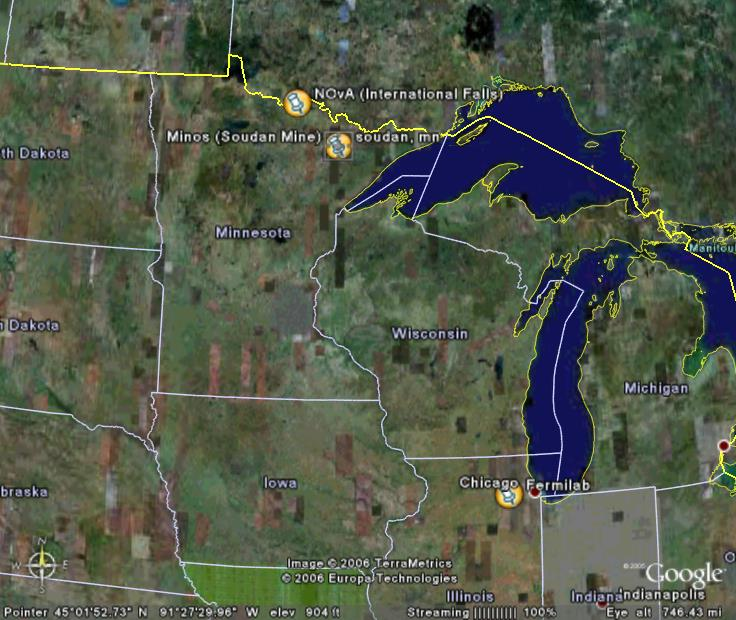 NOvA (International Falls)
Minos (Soudan Mine) soudan, mn
th Dakota
Manitou
Minnesota
n Dakota
Wisconsin
Michigan
Chicago Fermilab
Iowa
braska
N
W E
S
Image © 2006 TerraMetrics
© 2006 Europa Technologies
© 2005 Google
Illinois Indiana Indianapolis O
Pointer 45°01'52.73" N 91°27'29.96" W elev 904 ft Streaming |||||||||| 100% Eye alt 746.43 mi